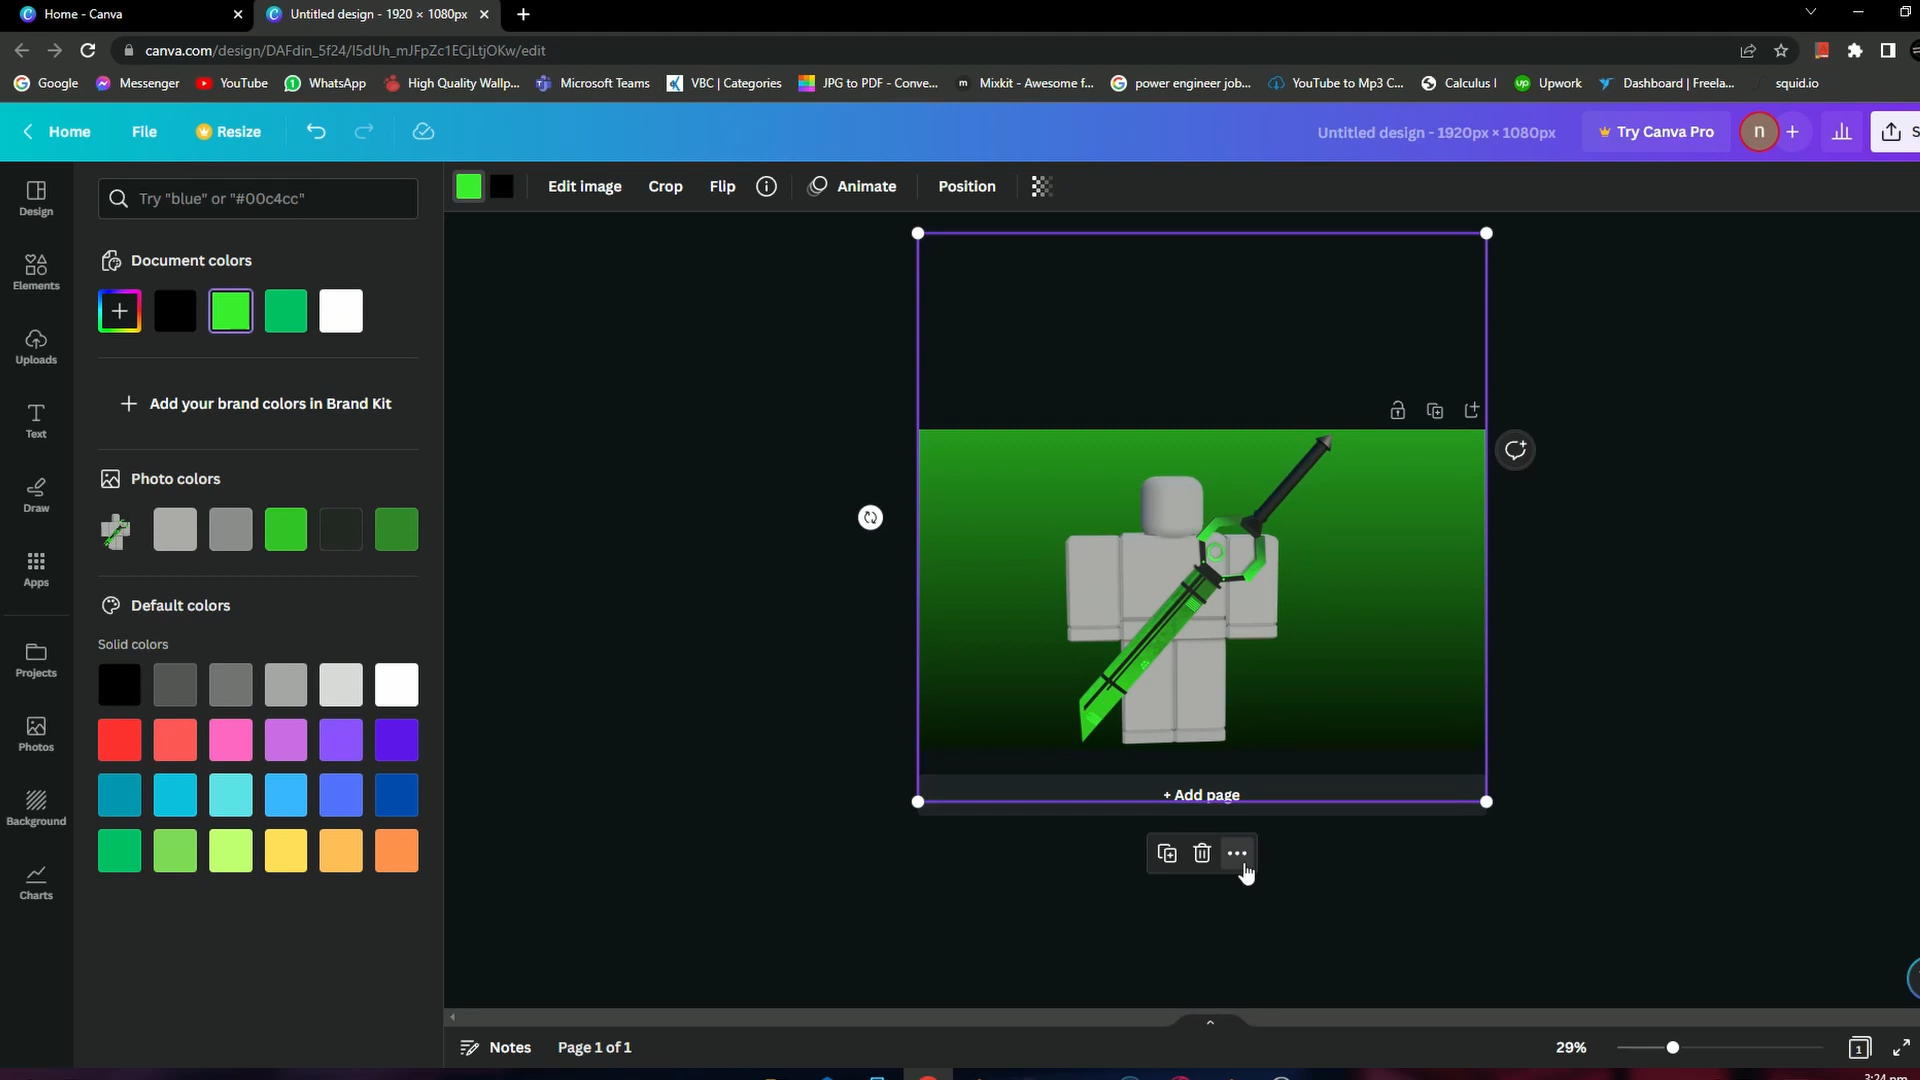 Home - Canva
Untitled design - 1920 × 1080px
canva.com/design/DAFdin_5f24/I5dUh_mJFpZc1ECjLtjOKw/edit
Google
Messenger
YouTube
WhatsApp
High Quality Wallp...
Microsoft Teams
VBC | Categories
JPG to PDF - Conve...
Mixkit - Awesome f...
power engineer job...
YouTube to Mp3 C...
Calculus I
Upwork
Dashboard | Freela...
squid.io
Home
File
Resize
Untitled design - 1920px × 1080px
Try Canva Pro
n
S
Design
Elements
Uploads
Text
Draw
Apps
Projects
Photos
Background
Charts
Try "blue" or "#00c4cc"
Document colors
Add your brand colors in Brand Kit
Photo colors
Default colors
Solid colors
Edit image
Crop
Flip
Animate
Position
+ Add page
Notes
Page 1 of 1
29%
1
3:24 pm